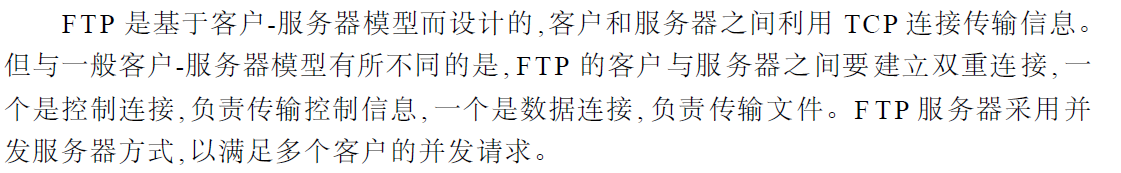 FTP 是基于客户-服务器模型而设计的,客户和服务器之间利用 TCP 连接传输信息。
但与一般客户-服务器模型有所不同的是,FTP 的客户与服务器之间要建立双重连接,一
个是控制连接,负责传输控制信息,一个是数据连接,负责传输文件。FTP 服务器采用并
发服务器方式,以满足多个客户的并发请求。